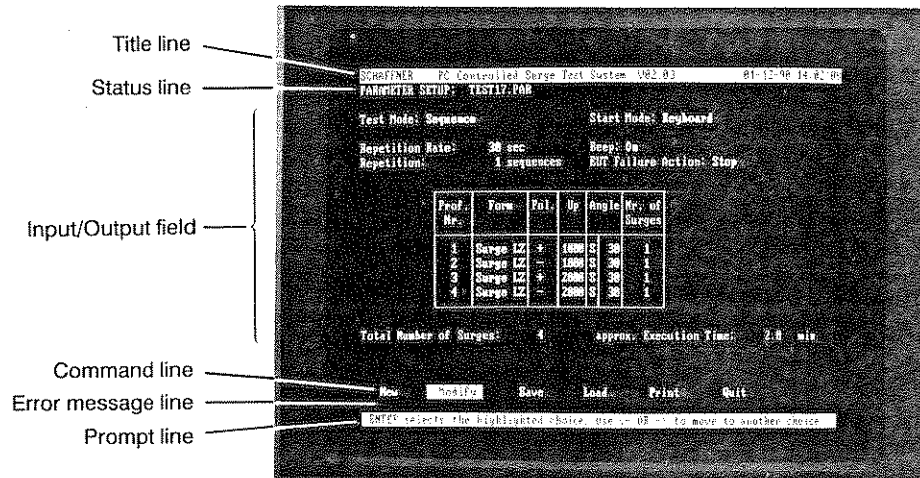 Title line
Status line
Input/Output field
Command line
Error message line
Prompt line
SCHAFFNER PC Controlled Surge Test System V02.03 01-12-90 14.02:05
PARAMETER SETUP: TEST17.PAR
Test Mode: Sequence Start Mode: Keyboard
Repetition Rate: 30 sec Beep: On
Repetition: 1 sequences EUT Failure Action: Stop
Prof. Form Pol. Up Angle Nr. of
Nr. Surges
1 Surge LZ + 1000 S 30 1
2 Surge LZ - 1000 S 30 1
3 Surge LZ + 2000 S 30 1
4 Surge LZ - 2000 S 30 1
Total Number of Surges: 4 approx. Execution Time: 2.0 min
New Modify Save Load Print Quit
ENTER selects the highlighted choice. Use <- OR -> to move to another choice